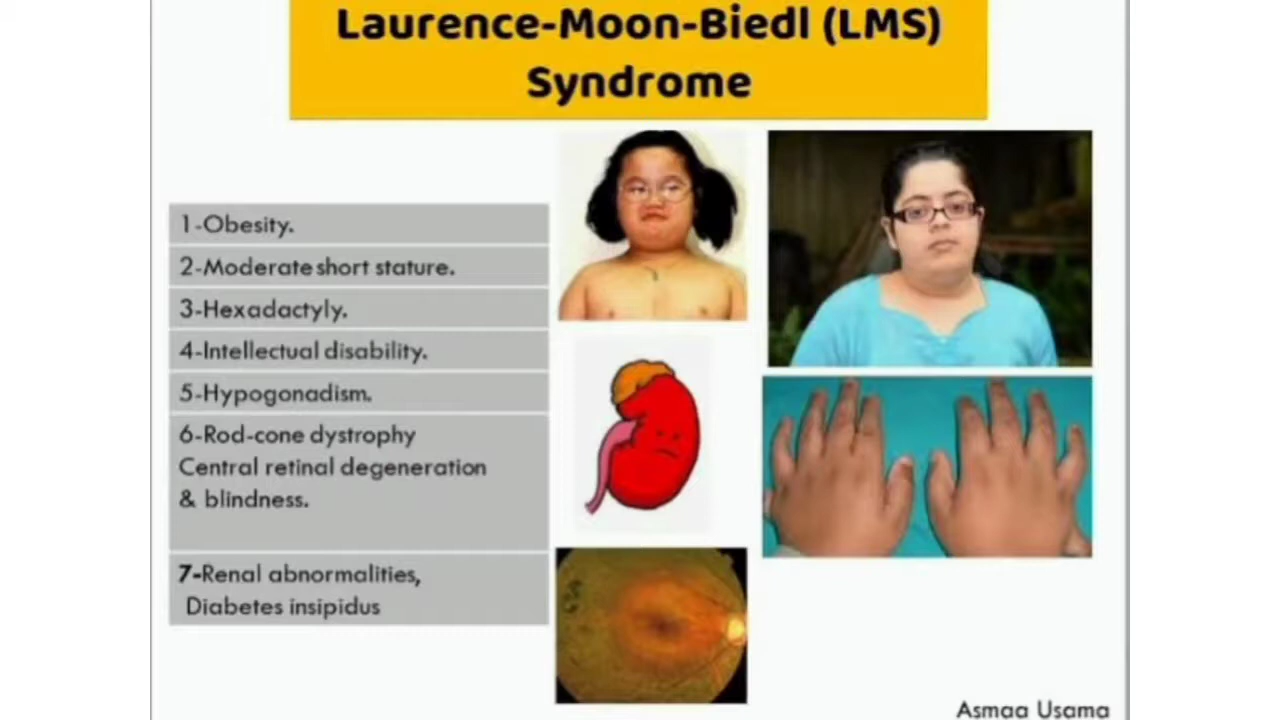 Laurence-Moon-Biedl (LMS)
Syndrome
1-Obesity.
2-Moderate short stature.
3-Hexadactyly.
4-Intellectual disability.
5-Hypogonadism.
6-Rod-cone dystrophy
Central retinal degeneration
& blindness.
7-Renal abnormalities,
Diabetes insipidus
Asmaa Usama